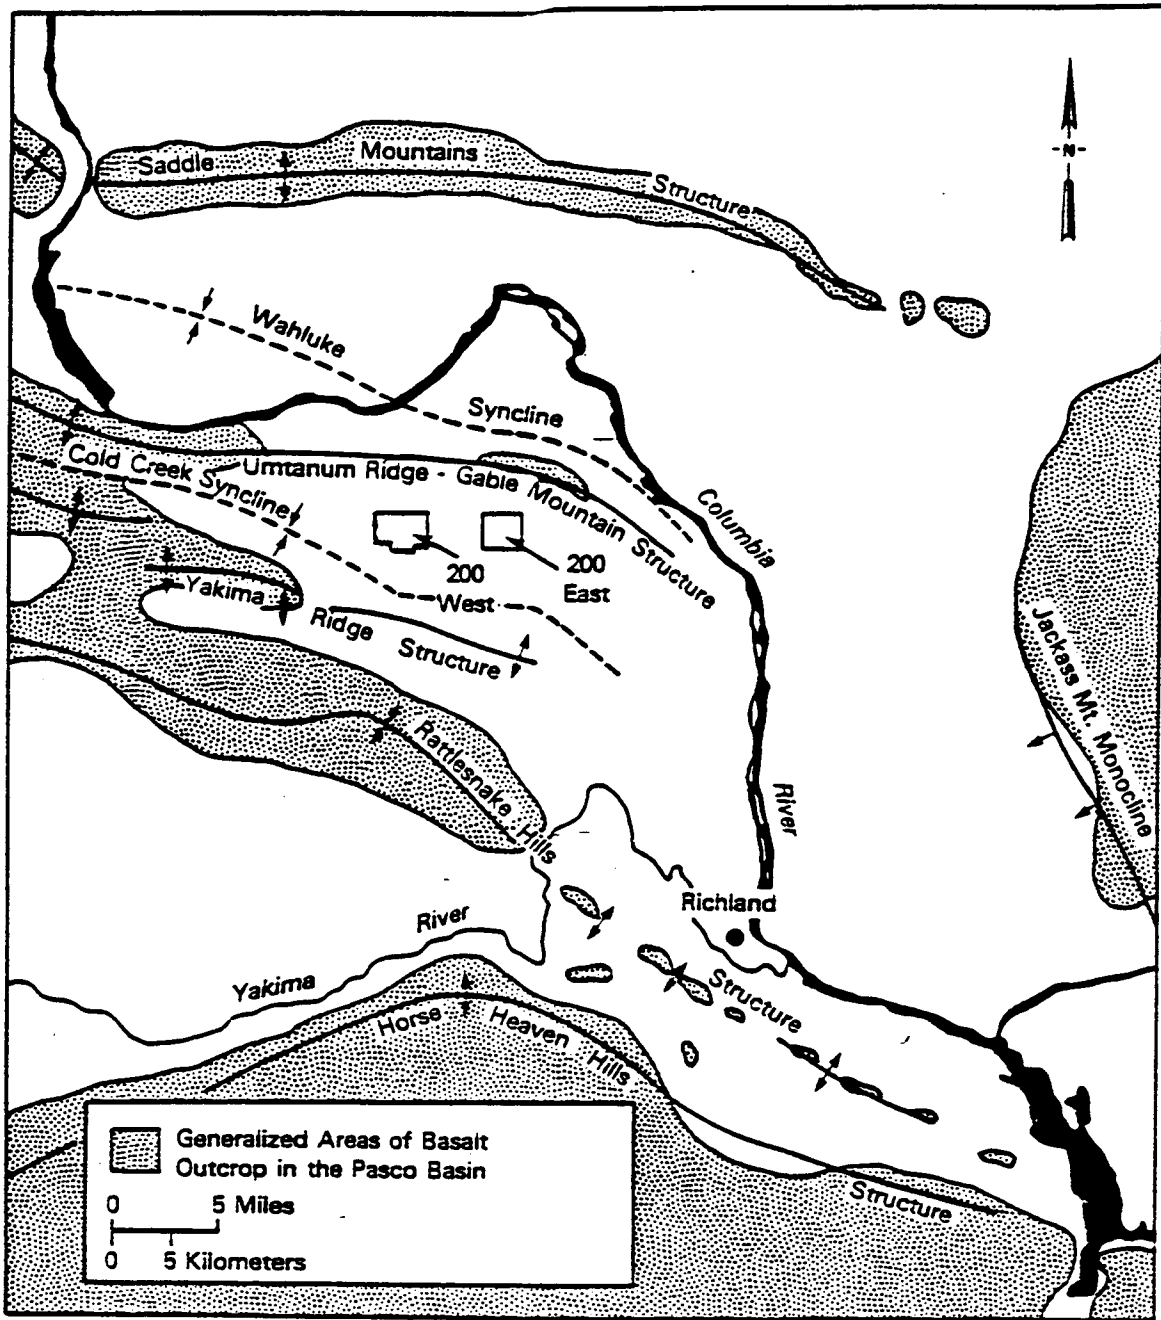 N
Saddle Mountains Structure
Wahluke Syncline
Columbia River
Cold Creek Syncline
Umtanum Ridge - Gable Mountain Structure
200 West
200 East
Yakima Ridge Structure
Jackass Mt. Monocline
Rattlesnake Hills Structure
Richland
Yakima River
Horse Heaven Hills Structure
Generalized Areas of Basalt
Outcrop in the Pasco Basin
0 5 Miles
0 5 Kilometers